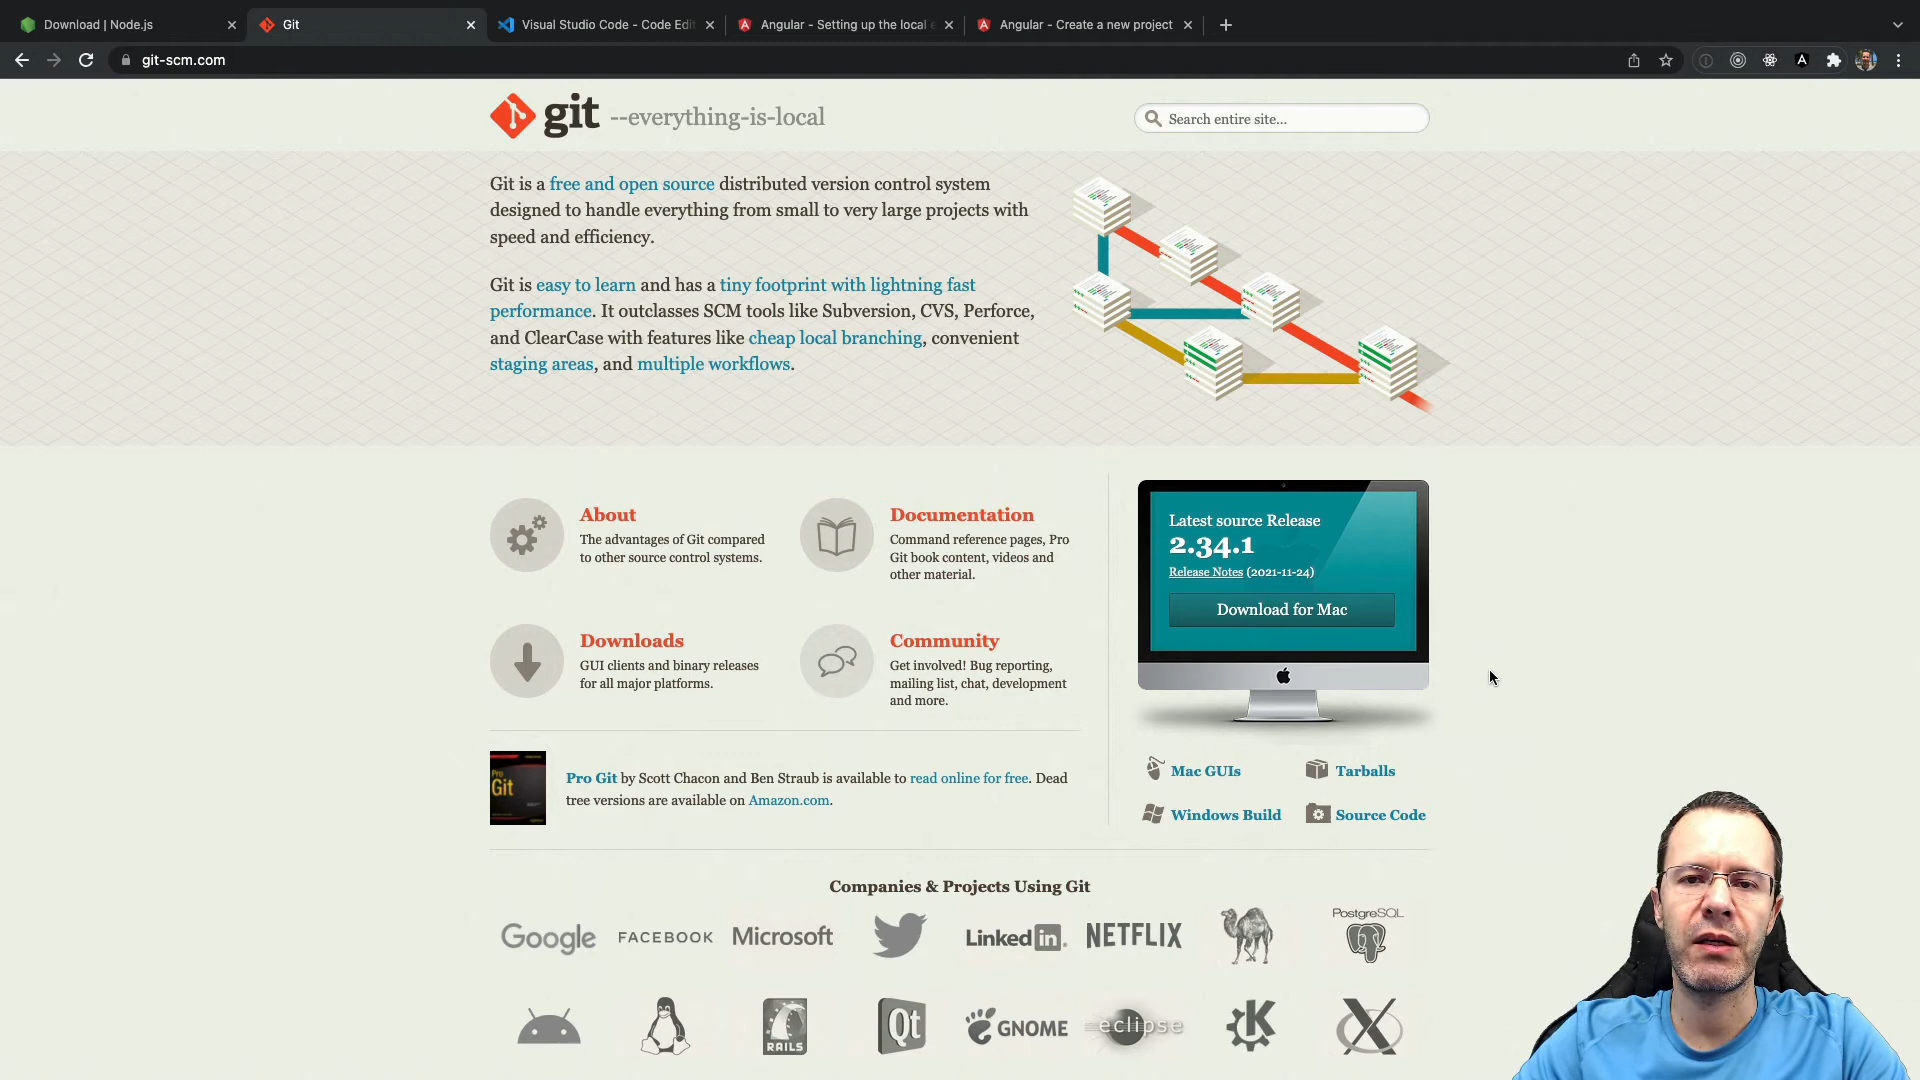 Download | Node.js
Git
Visual Studio Code - Code Edit
Angular - Setting up the local e
Angular - Create a new project
git-scm.com
git --everything-is-local
Search entire site...
Git is a free and open source distributed version control system
designed to handle everything from small to very large projects with
speed and efficiency.
Git is easy to learn and has a tiny footprint with lightning fast
performance. It outclasses SCM tools like Subversion, CVS, Perforce,
and ClearCase with features like cheap local branching, convenient
staging areas, and multiple workflows.
About
The advantages of Git compared
to other source control systems.
Documentation
Command reference pages, Pro
Git book content, videos and
other material.
Downloads
GUI clients and binary releases
for all major platforms.
Community
Get involved! Bug reporting,
mailing list, chat, development
and more.
Latest source Release
2.34.1
Release Notes (2021-11-24)
Download for Mac
Mac GUIs
Tarballs
Windows Build
Source Code
Pro
Git
Pro Git by Scott Chacon and Ben Straub is available to read online for free. Dead
tree versions are available on Amazon.com.
Companies & Projects Using Git
Google
FACEBOOK
Microsoft
Linked in
NETFLIX
PostgreSQL
RAILS
Qt
GNOME
eclipse
K
X